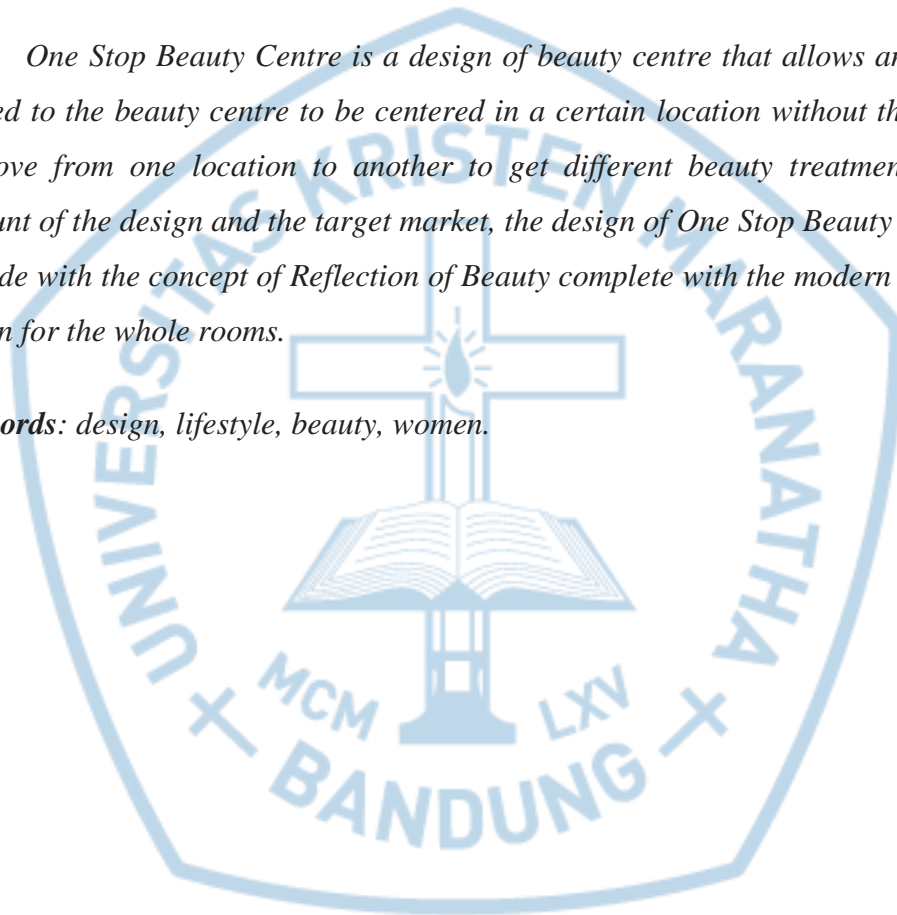 One Stop Beauty Centre is a design of beauty centre that allows
ed to the beauty centre to be centered in a certain location without
ove from one location to another to get different beauty treatmen
unt of the design and the target market, the design of One Stop Beauty
de with the concept of Reflection of Beauty complete with the modern
n for the whole rooms.
ords: design, lifestyle, beauty, women.
UNIVERSITAS KRISTEN MARANATHA
MCM LXV
BANDUNG